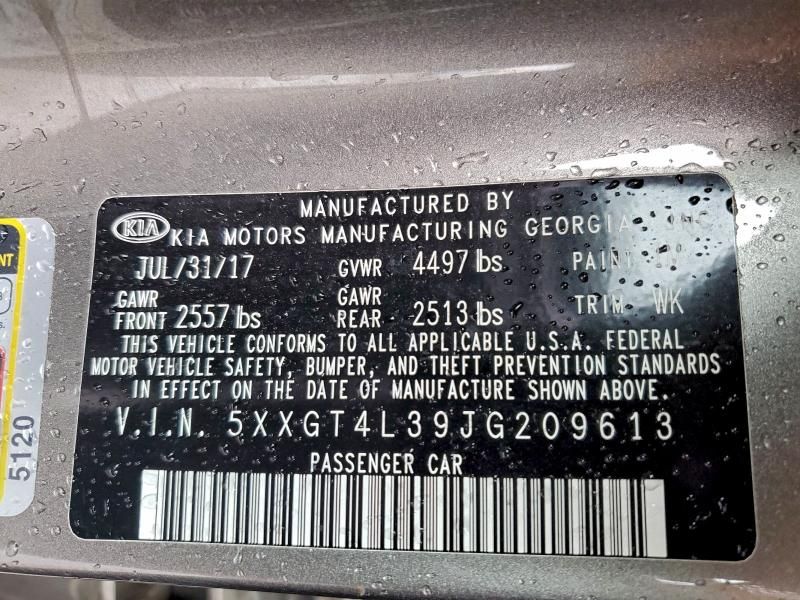 MANUFACTURED BY
KIA KIA MOTORS MANUFACTURING GEORGIA
JUL/31/17 GVWR 4497 lbs PAINT
GAWR FRONT 2557 lbs GAWR REAR 2513 lbs TRIM WK
THIS VEHICLE CONFORMS TO ALL APPLICABLE U.S.A. FEDERAL
MOTOR VEHICLE SAFETY, BUMPER, AND THEFT PREVENTION STANDARDS
IN EFFECT ON THE DATE OF MANUFACTURE SHOWN ABOVE.
V.I.N. 5XXGT4L39JG209613
PASSENGER CAR
5120